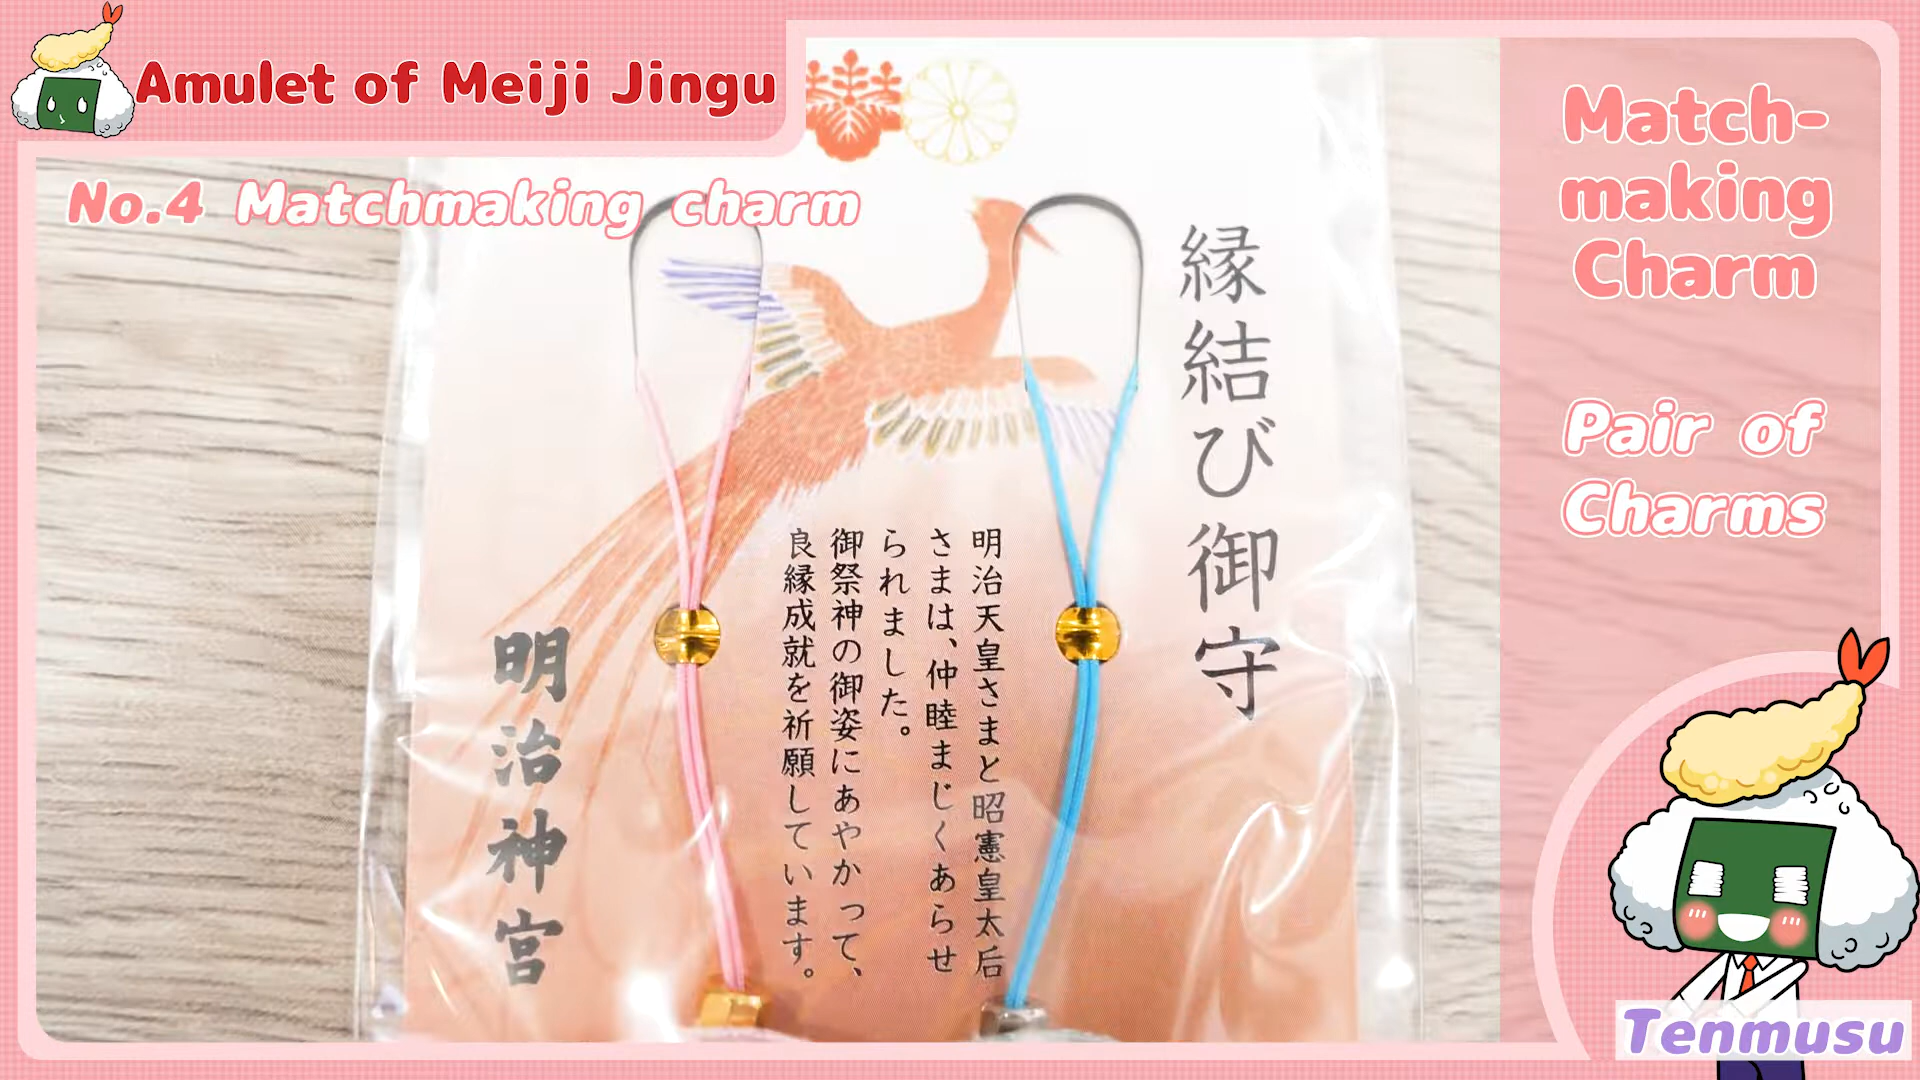 Amulet of Meiji Jingu
No.4 Matchmaking charm
Match-
making
Charm
Pair of
Charms
縁結び御守
明治天皇さまと昭憲皇太后
さまは、仲睦まじくあらせ
られました。
御祭神の御姿にあやかって、
良縁成就を祈願しています。
明治神宮
Tenmusu